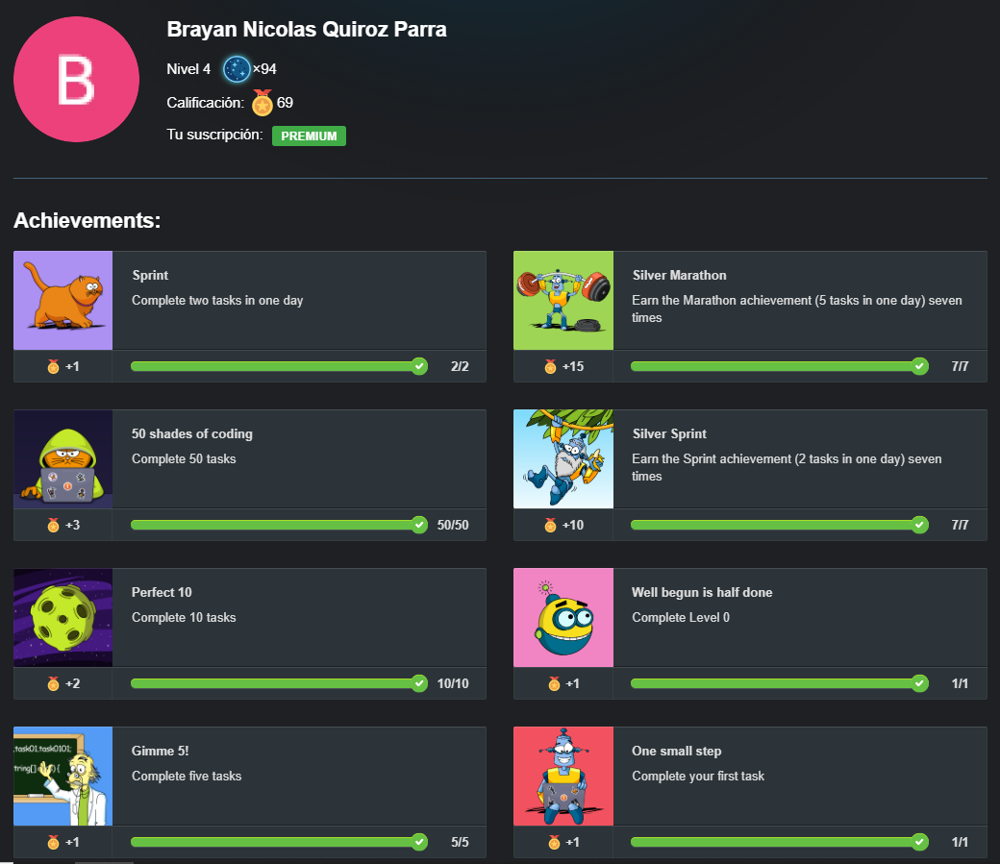 B
Brayan Nicolas Quiroz Parra
Nivel 4 ×94
Calificación: 69
Tu suscripción: PREMIUM
Achievements:
Sprint
Complete two tasks in one day
+1 2/2
Silver Marathon
Earn the Marathon achievement (5 tasks in one day) seven
times
+15 7/7
50 shades of coding
Complete 50 tasks
+3 50/50
Silver Sprint
Earn the Sprint achievement (2 tasks in one day) seven
times
+10 7/7
Perfect 10
Complete 10 tasks
+2 10/10
Well begun is half done
Complete Level 0
+1 1/1
.task01.task0101;
Gimme 5!
Complete five tasks
+1 5/5
One small step
Complete your first task
+1 1/1